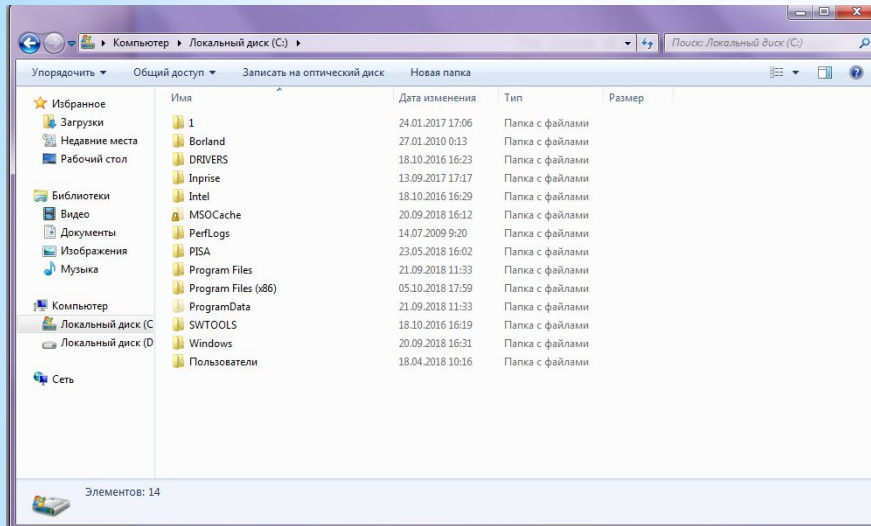 Компьютер ▸ Локальный диск (C:) ▸
Поиск: Локальный диск (C:)
Упорядочить ▾ Общий доступ ▾ Записать на оптический диск Новая папка
Избранное
Загрузки
Недавние места
Рабочий стол
Библиотеки
Видео
Документы
Изображения
Музыка
Компьютер
Локальный диск (C
Локальный диск (D
Сеть
Имя Дата изменения Тип Размер
1 24.01.2017 17:06 Папка с файлами
Borland 27.01.2010 0:13 Папка с файлами
DRIVERS 18.10.2016 16:23 Папка с файлами
Inprise 13.09.2017 17:17 Папка с файлами
Intel 18.10.2016 16:29 Папка с файлами
MSOCache 20.09.2018 16:12 Папка с файлами
PerfLogs 14.07.2009 9:20 Папка с файлами
PISA 23.05.2018 16:02 Папка с файлами
Program Files 21.09.2018 11:33 Папка с файлами
Program Files (x86) 05.10.2018 17:59 Папка с файлами
ProgramData 21.09.2018 11:33 Папка с файлами
SWTOOLS 18.10.2016 16:19 Папка с файлами
Windows 20.09.2018 16:31 Папка с файлами
Пользователи 18.04.2018 10:16 Папка с файлами
Элементов: 14